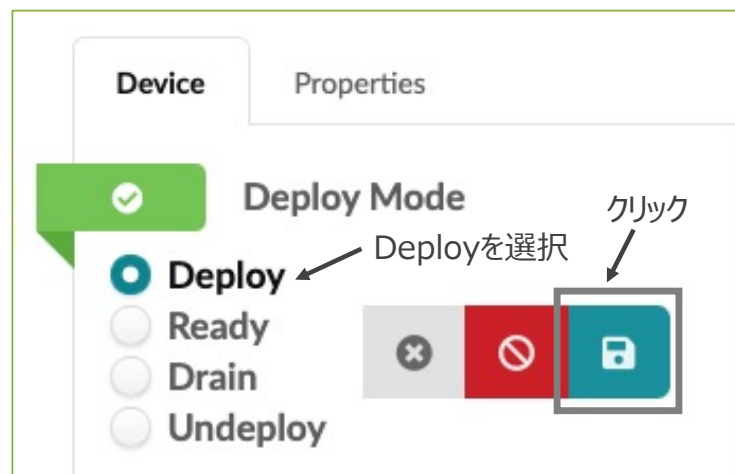 Device
Properties
Deploy Mode
クリック
Deployを選択
Deploy
Ready
Drain
Undeploy